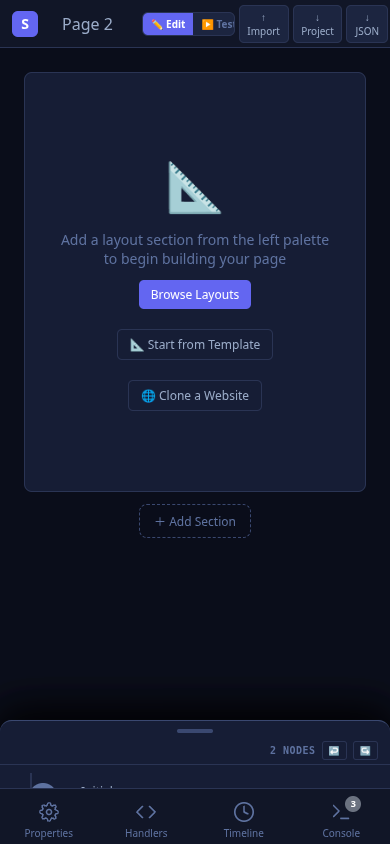 S
Page 2
✏️ Edit
▶️ Test
↑ Import
↓ Project
↓ JSON
Add a layout section from the left palette
to begin building your page
Browse Layouts
📐 Start from Template
🌐 Clone a Website
+ Add Section
2 NODES
Properties
Handlers
Timeline
Console
3